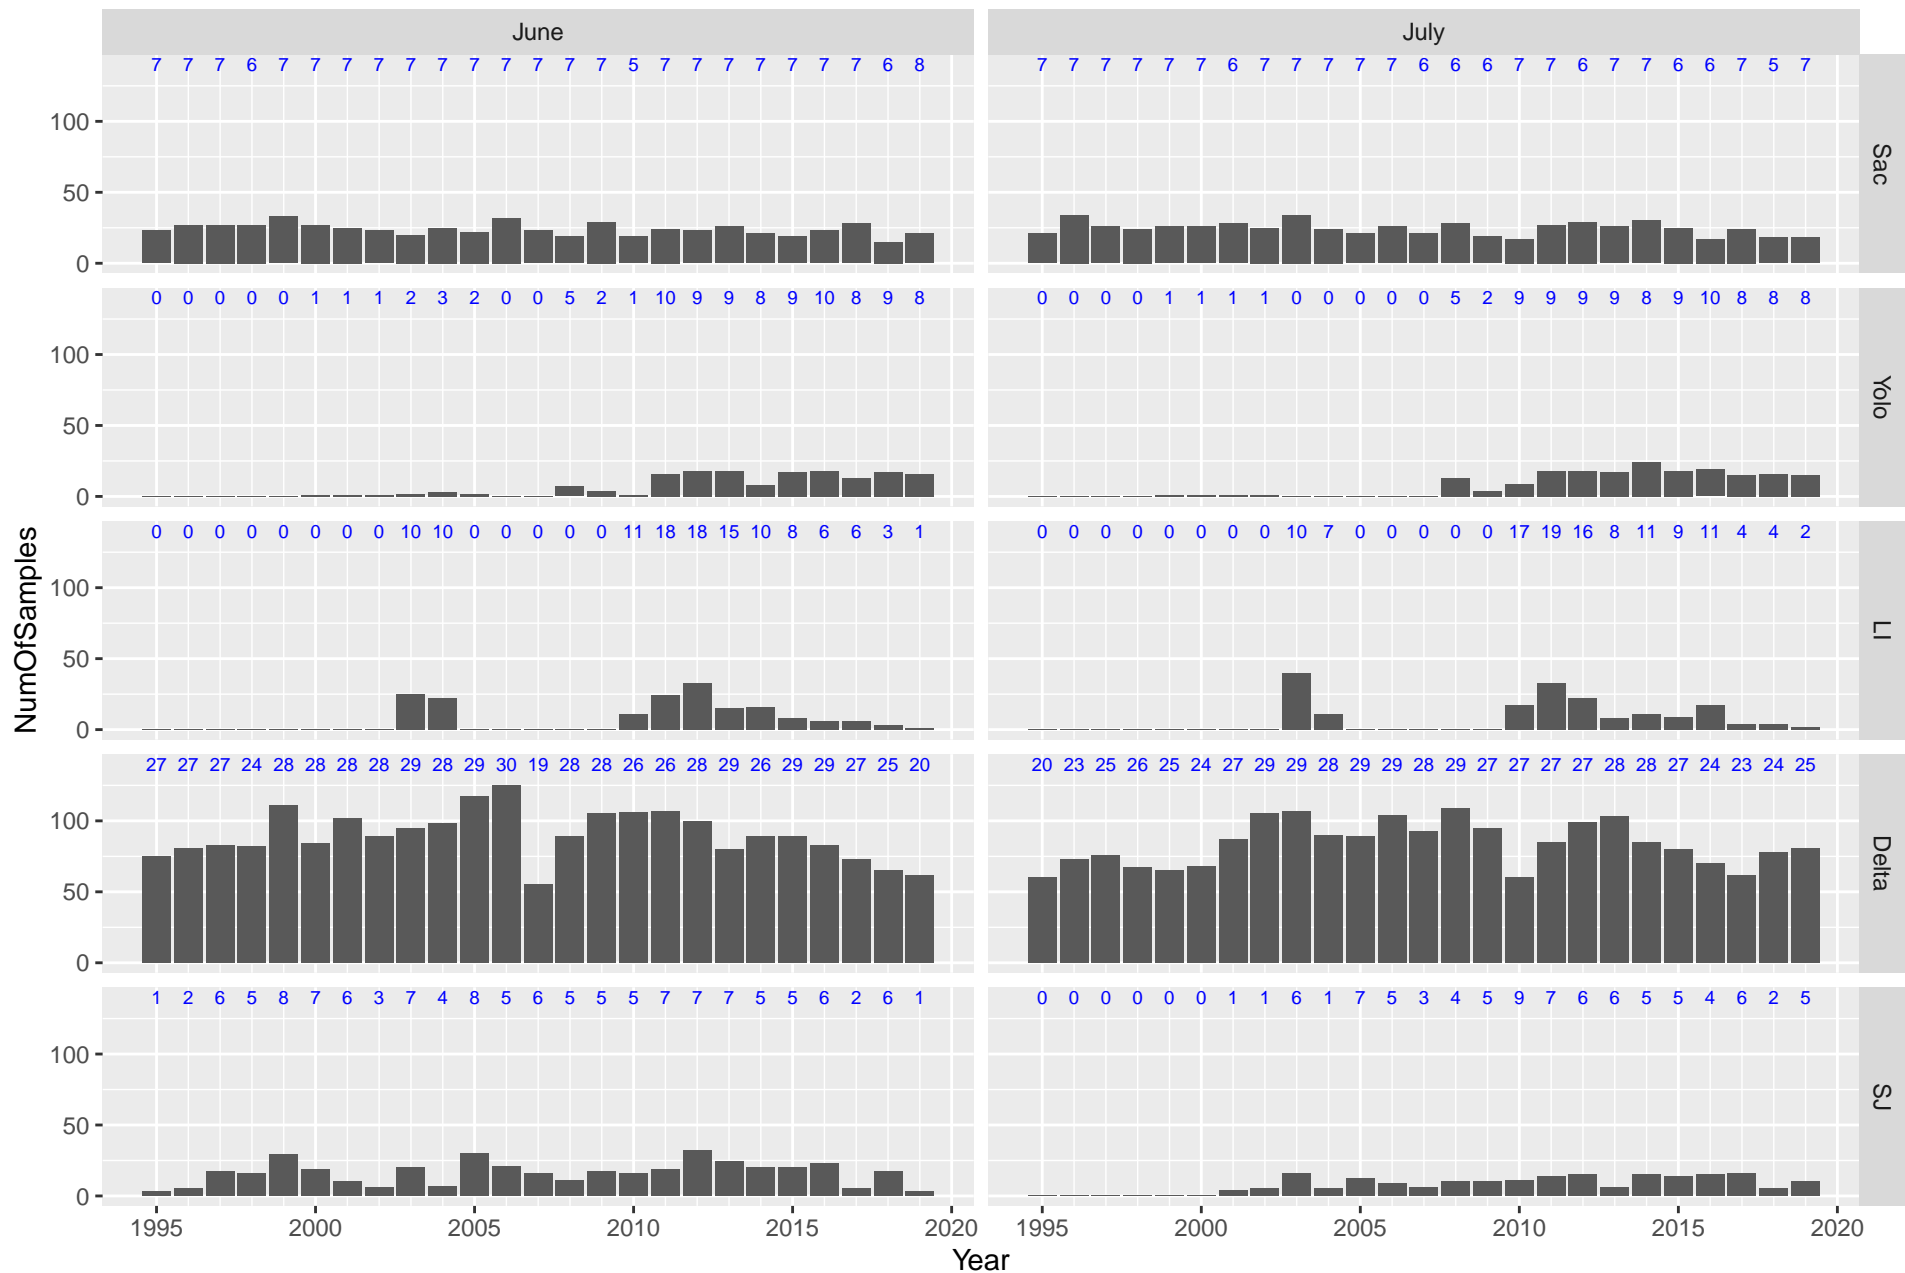 June July
7 7 7 6 7 7 7 7 7 7 7 7 7 7 7 5 7 7 7 7 7 7 7 6 8
7 7 7 7 7 7 6 7 7 7 7 7 6 6 6 7 7 6 7 7 6 6 7 5 7
100
50
0
Sac
0 0 0 0 0 1 1 1 2 3 2 0 0 5 2 1 10 9 9 8 9 10 8 9 8
0 0 0 0 1 1 1 1 0 0 0 0 0 5 2 9 9 9 9 8 9 10 8 8 8
100
50
0
Yolo
0 0 0 0 0 0 0 0 10 10 0 0 0 0 0 11 18 18 15 10 8 6 6 3 1
0 0 0 0 0 0 0 0 10 7 0 0 0 0 0 17 19 16 8 11 9 11 4 4 2
100
50
0
LI
27 27 27 24 28 28 28 28 29 28 29 30 19 28 28 26 26 28 29 26 29 29 27 25 20
20 23 25 26 25 24 27 29 29 28 29 29 28 29 27 27 27 27 28 28 27 24 23 24 25
100
50
0
Delta
1 2 6 5 8 7 6 3 7 4 8 5 6 5 5 5 7 7 7 5 5 6 2 6 1
0 0 0 0 0 0 1 1 6 1 7 5 3 4 5 9 7 6 6 5 5 4 6 2 5
100
50
0
SJ
1995 2000 2005 2010 2015 2020 1995 2000 2005 2010 2015 2020
Year
NumOfSamples